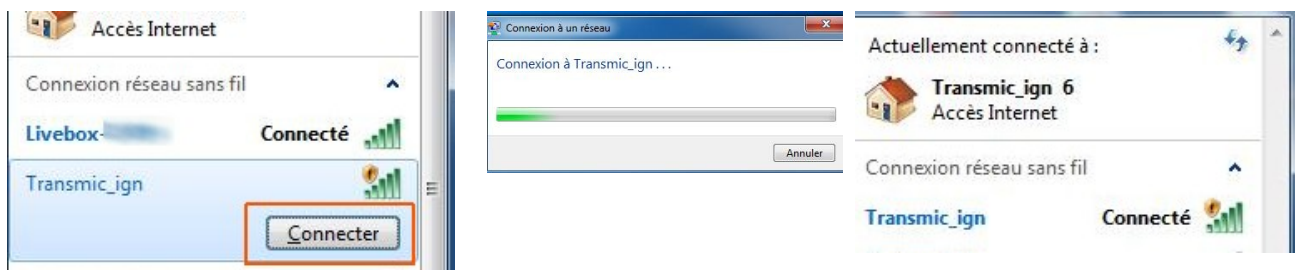 Accès Internet
Connexion réseau sans fil
Livebox- Connecté
Transmic_ign
Connecter
Connexion à un réseau
Connexion à Transmic_ign . . .
Annuler
Actuellement connecté à :
Transmic_ign 6
Accès Internet
Connexion réseau sans fil
Transmic_ign Connecté